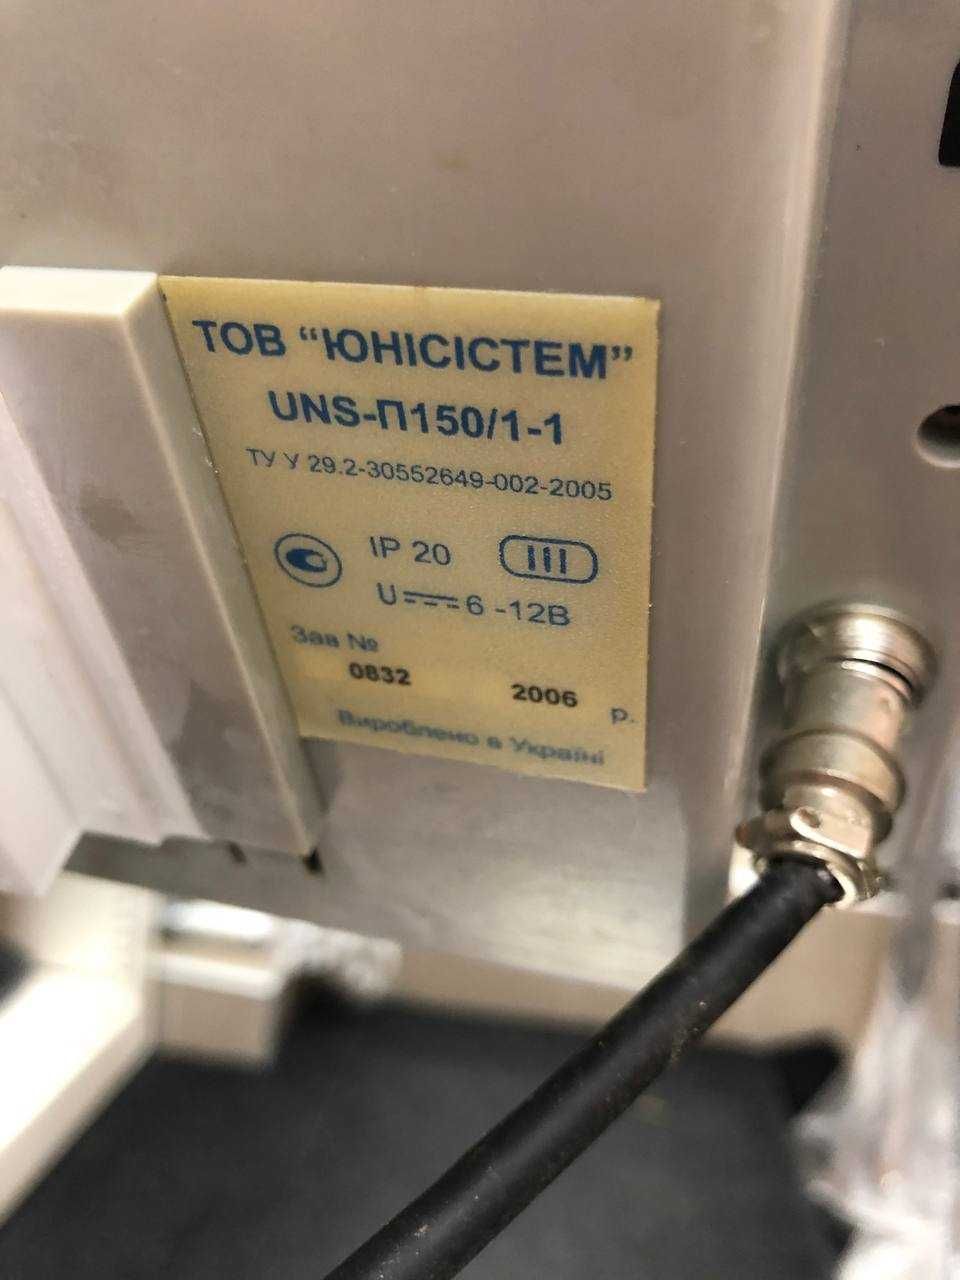 ТОВ “ЮНІСІСТЕМ”
UNS-П150/1-1
ТУ У 29.2-30552649-002-2005
IP 20 III
U 6 -12В
Зав №
0832 2006 р.
Вироблено в Україні